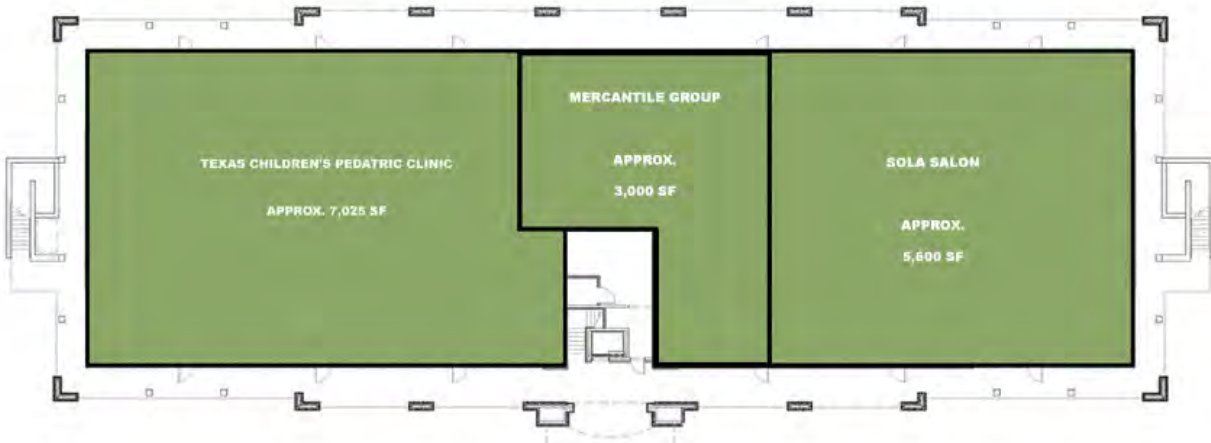 TEXAS CHILDREN'S PEDATRIC CLINIC
APPROX. 7,025 SF
MERCANTILE GROUP
APPROX.
3,000 SF
SOLA SALON
APPROX.
5,600 SF